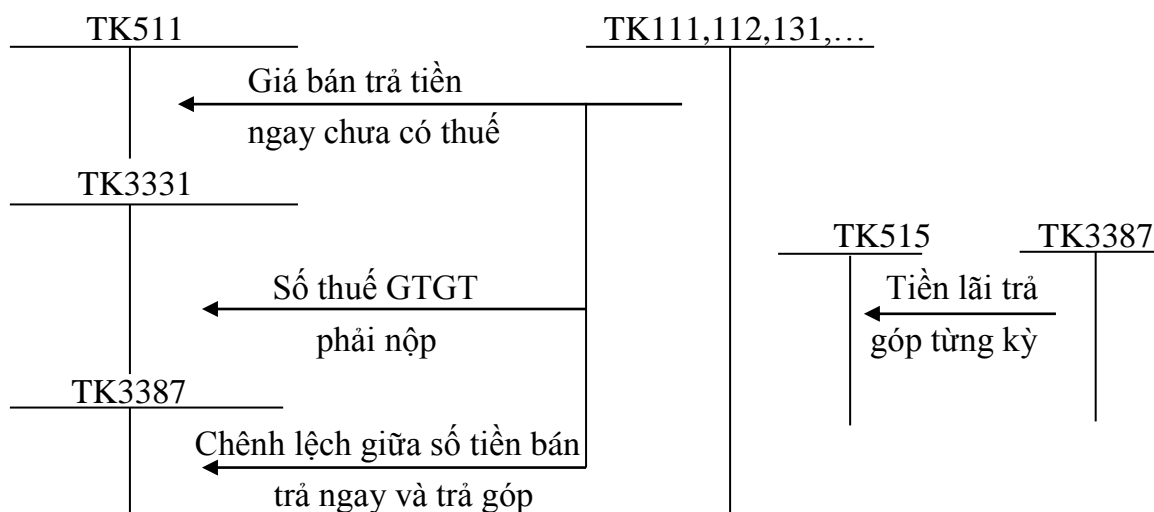 TK511
TK111,112,131,…
Giá bán trả tiền
ngay chưa có thuế
TK3331
TK515
TK3387
Số thuế GTGT
phải nộp
Tiền lãi trả
góp từng kỳ
TK3387
Chênh lệch giữa số tiền bán
trả ngay và trả góp